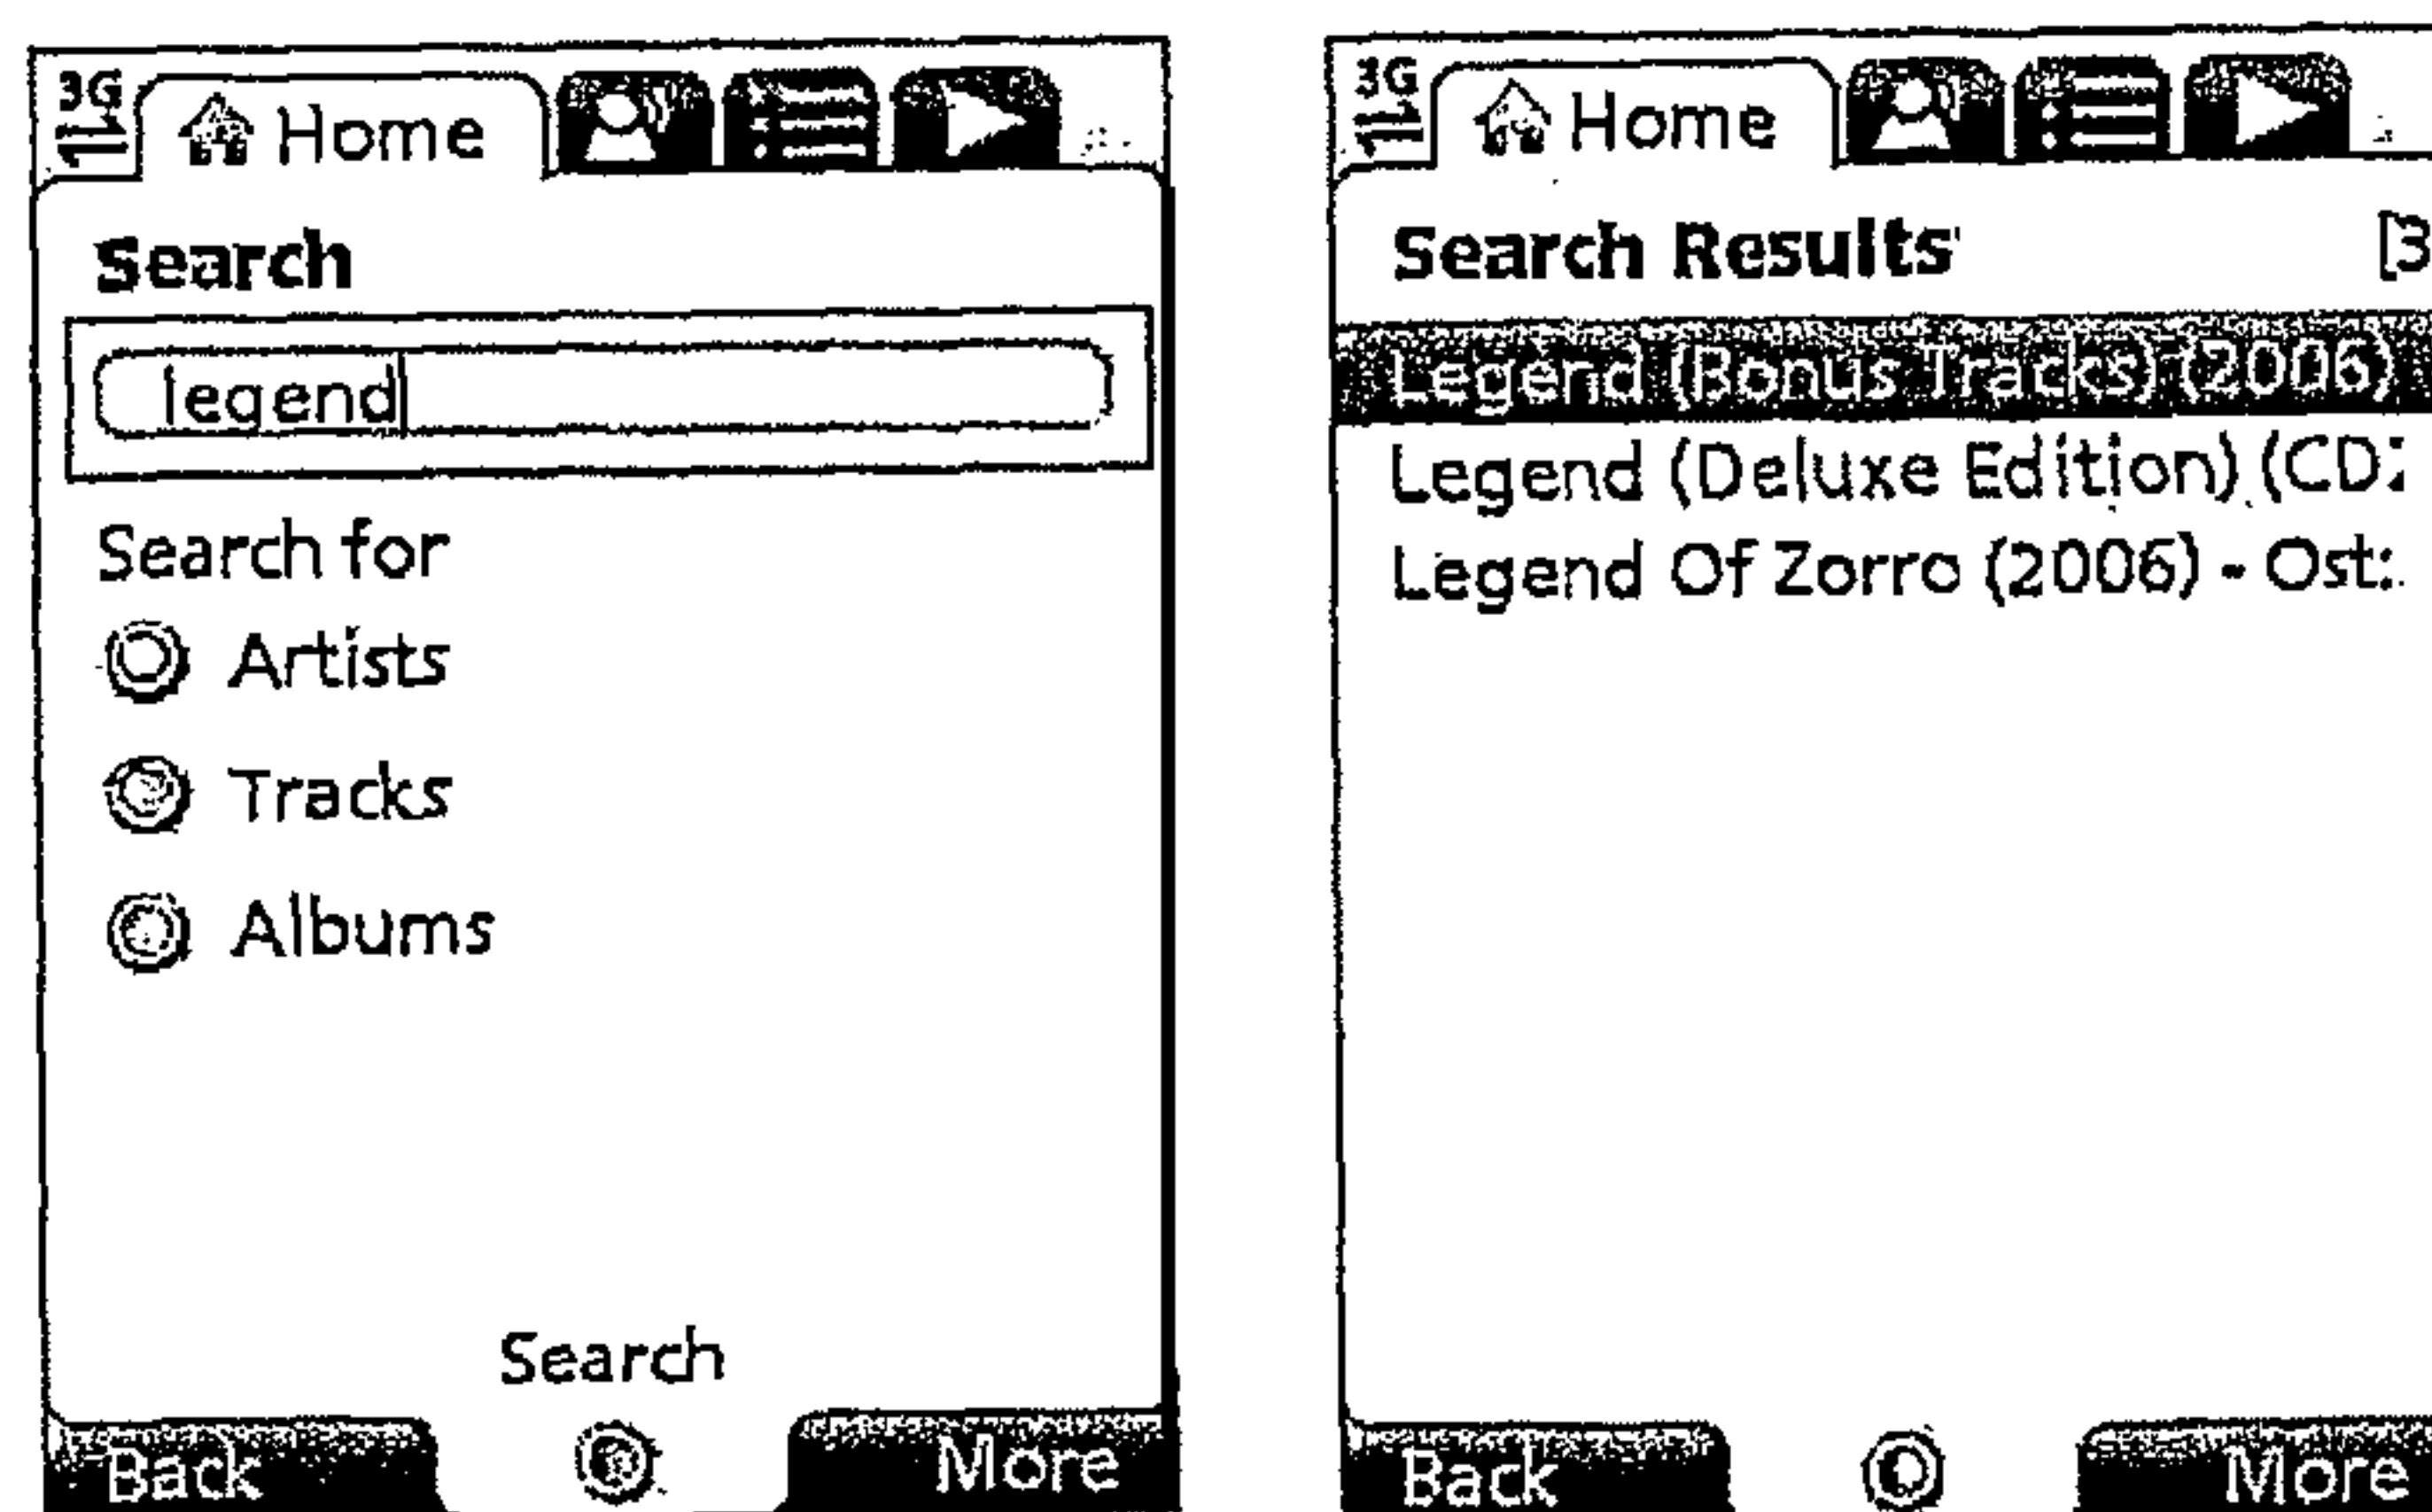 3G
Home
Search
legend
Search for
Artists
Tracks
Albums
Search
Back
More
3G
Home
Search Results
[3
Legend (Bonus Tracks) (2006)
Legend (Deluxe Edition) (CD
Legend Of Zorro (2006) - Ost
Back
More